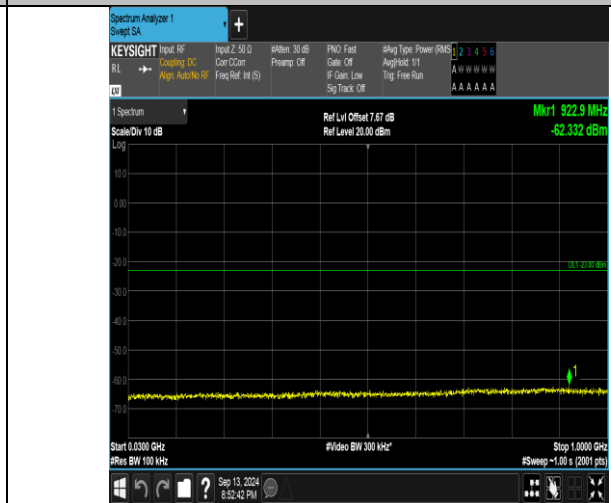 Spectrum Analyzer 1
Swept SA
+
KEYSIGHT
RL
Input: RF
Coupling: DC
Align: Auto/No RF
Input Z: 50 Ω
Corr CCorr
Freq Ref: Int (S)
#Atten: 30 dB
Preamp: Off
PNO: Fast
Gate: Off
IF Gain: Low
Sig Track: Off
#Avg Type: Power (RMS
Avg|Hold: 1/1
Trig: Free Run
1 2 3 4 5 6
A W W W W W
A A A A A A
LXI
1 Spectrum
Scale/Div 10 dB
Ref Lvl Offset 7.67 dB
Ref Level 20.00 dBm
Mkr1 922.9 MHz
-62.332 dBm
Log
10.0
0.00
-10.0
-20.0
DL1 -23.00 dBm
-30.0
-40.0
-50.0
-60.0
1
-70.0
Start 0.0300 GHz
#Res BW 100 kHz
#Video BW 300 kHz*
Stop 1.0000 GHz
#Sweep ~1.00 s (2001 pts)
?
Sep 13, 2024
8:52:42 PM